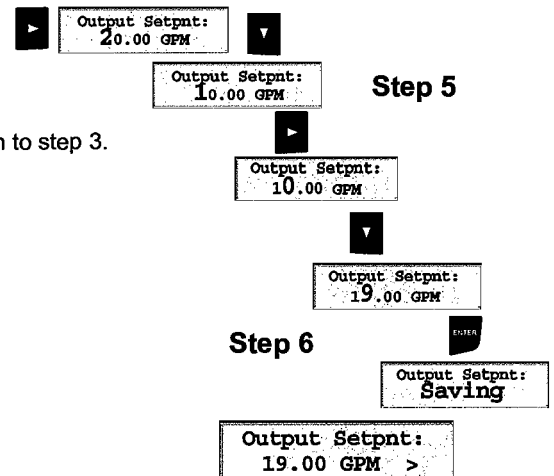 Output Setpnt:
20.00 GPM
Output Setpnt:
10.00 GPM
Step 5
n to step 3.
Output Setpnt:
10.00 GPM
Output Setpnt:
19.00 GPM
Step 6
ENTER
Output Setpnt:
Saving
Output Setpnt:
19.00 GPM >